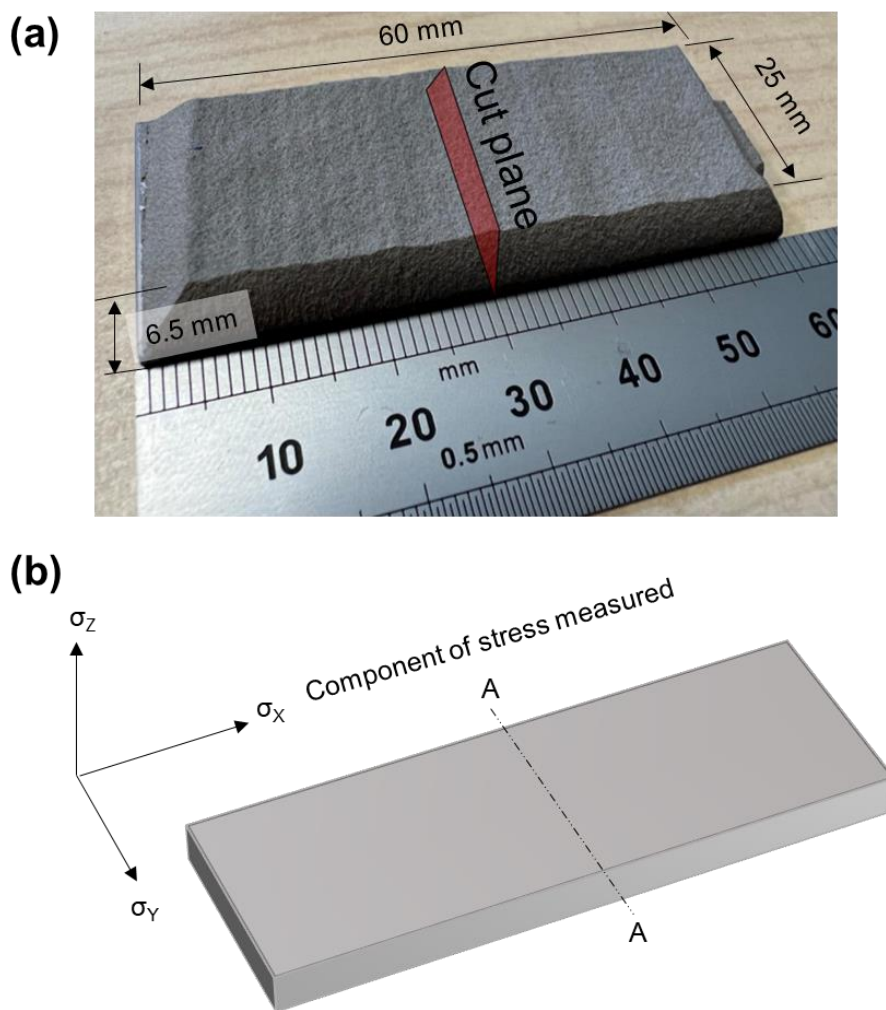 (a)
60 mm
25 mm
Cut plane
6.5 mm
mm
10 20 30 40 50 60
0.5 mm
(b)
σZ
Component of stress measured
σX
A
σY
A